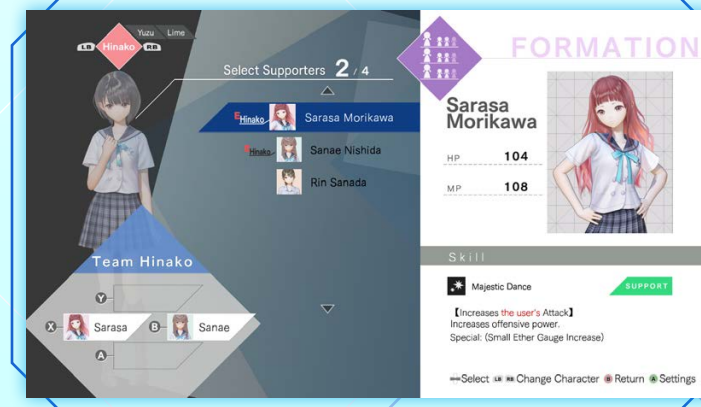 Yuzu Lime
LB Hinako RB
Select Supporters 2 / 4
E Hinako Sarasa Morikawa
E Hinako Sanae Nishida
Rin Sanada
Team Hinako
Y
X Sarasa B Sanae
A
FORMATION
Sarasa
Morikawa
HP 104
MP 108
Skill
Majestic Dance SUPPORT
【Increases the user's Attack】
Increases offensive power.
Special: (Small Ether Gauge Increase)
Select LB RB Change Character B Return A Settings